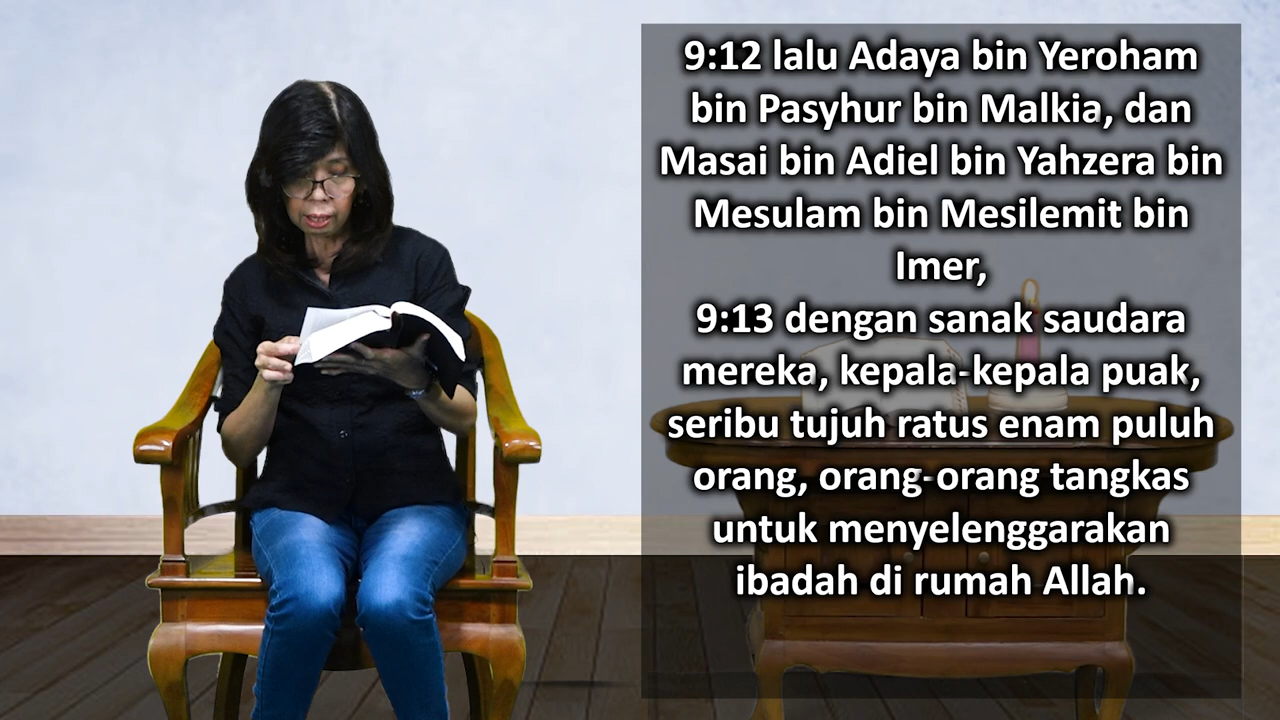 9:12 lalu Adaya bin Yeroham
bin Pasyhur bin Malkia, dan
Masai bin Adiel bin Yahzera bin
Mesulam bin Mesilemit bin
Imer,
9:13 dengan sanak saudara
mereka, kepala-kepala puak,
seribu tujuh ratus enam puluh
orang, orang-orang tangkas
untuk menyelenggarakan
ibadah di rumah Allah.